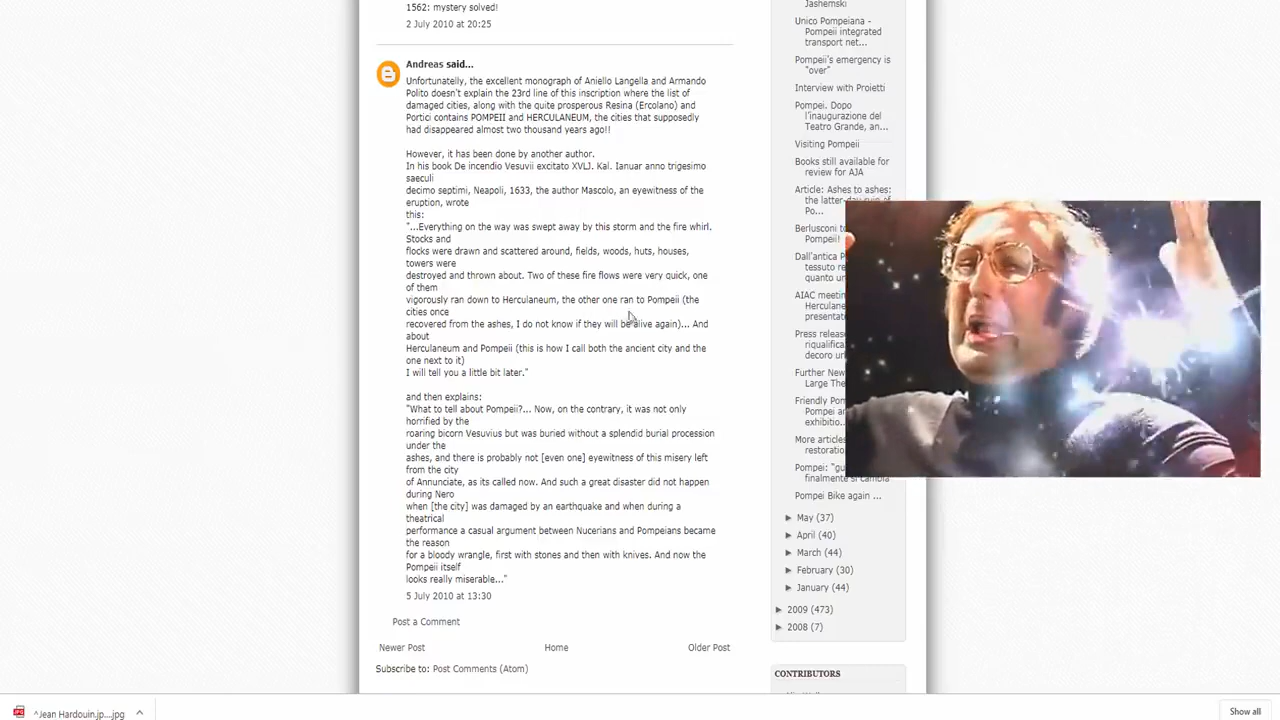 1562: mystery solved!
2 July 2010 at 20:25
Andreas said...
Unfortunatelly, the excellent monograph of Aniello Langella and Armando
Polito doesn't explain the 23rd line of this inscription where the list of
damaged cities, along with the quite prosperous Resina (Ercolano) and
Portici contains POMPEII and HERCULANEUM, the cities that supposedly
had disappeared almost two thousand years ago!!
However, it has been done by another author.
In his book De incendio Vesuvii excitato XVLJ. Kal. Ianuar anno trigesimo
saeculi
decimo septimi, Neapoli, 1633, the author Mascolo, an eyewitness of the
eruption, wrote
this:
"...Everything on the way was swept away by this storm and the fire whirl.
Stocks and
flocks were drawn and scattered around, fields, woods, huts, houses,
towers were
destroyed and thrown about. Two of these fire flows were very quick, one
of them
vigorously ran down to Herculaneum, the other one ran to Pompeii (the
cities once
recovered from the ashes, I do not know if they will be alive again)... And
about
Herculaneum and Pompeii (this is how I call both the ancient city and the
one next to it)
I will tell you a little bit later."
and then explains:
"What to tell about Pompeii?... Now, on the contrary, it was not only
horrified by the
roaring bicorn Vesuvius but was buried without a splendid burial procession
under the
ashes, and there is probably not [even one] eyewitness of this misery left
from the city
of Annunciate, as its called now. And such a great disaster did not happen
during Nero
when [the city] was damaged by an earthquake and when during a
theatrical
performance a casual argument between Nucerians and Pompeians became
the reason
for a bloody wrangle, first with stones and then with knives. And now the
Pompeii itself
looks really miserable..."
5 July 2010 at 13:30
Post a Comment
Newer Post Home Older Post
Subscribe to: Post Comments (Atom)
Jashemski
Unico Pompeiana -
Pompeii integrated
transport net...
Pompeii's emergency is
"over"
Interview with Proietti
Pompei. Dopo
l'inaugurazione del
Teatro Grande, an...
Visiting Pompeii
Books still available for
review for AJA
Article: Ashes to ashes:
the latter-day ruin of
Po...
Berlusconi to
Pompeii!
Dall'antica P
tessuto re
quanto u
AIAC meetin
Herculane
presentat
Press releas
riqualifica
decoro ur
Further New
Large The
Friendly Pom
Pompei an
exhibitio...
More articles
restoratio
Pompei: "gu
finalmente si cambia
Pompei Bike again ...
► May (37)
► April (40)
► March (44)
► February (30)
► January (44)
► 2009 (473)
► 2008 (7)
CONTRIBUTORS
^Jean Hardouin.jp....jpg
Show all